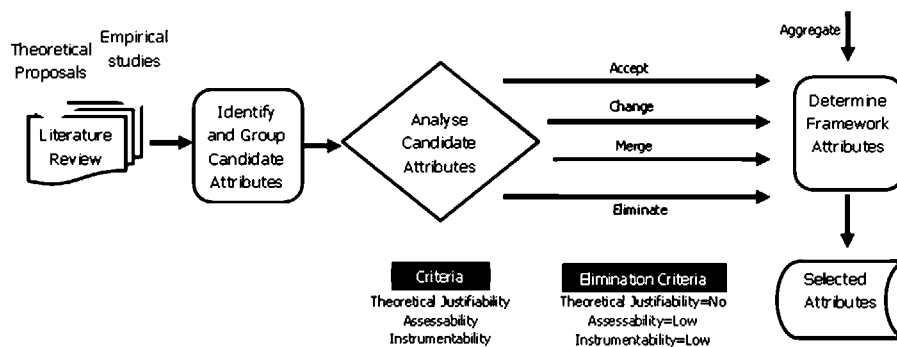 Theoretical
Proposals
Empirical
studies
Literature
Review
Identify
and Group
Candidate
Attributes
Analyse
Candidate
Attributes
Accept
Change
Merge
Eliminate
Aggregate
Determine
Framework
Attributes
Selected
Attributes
Criteria
Theoretical Justifiability
Assessability
Instrumentability
Elimination Criteria
Theoretical Justifiability=No
Assessability=Low
Instrumentability=Low